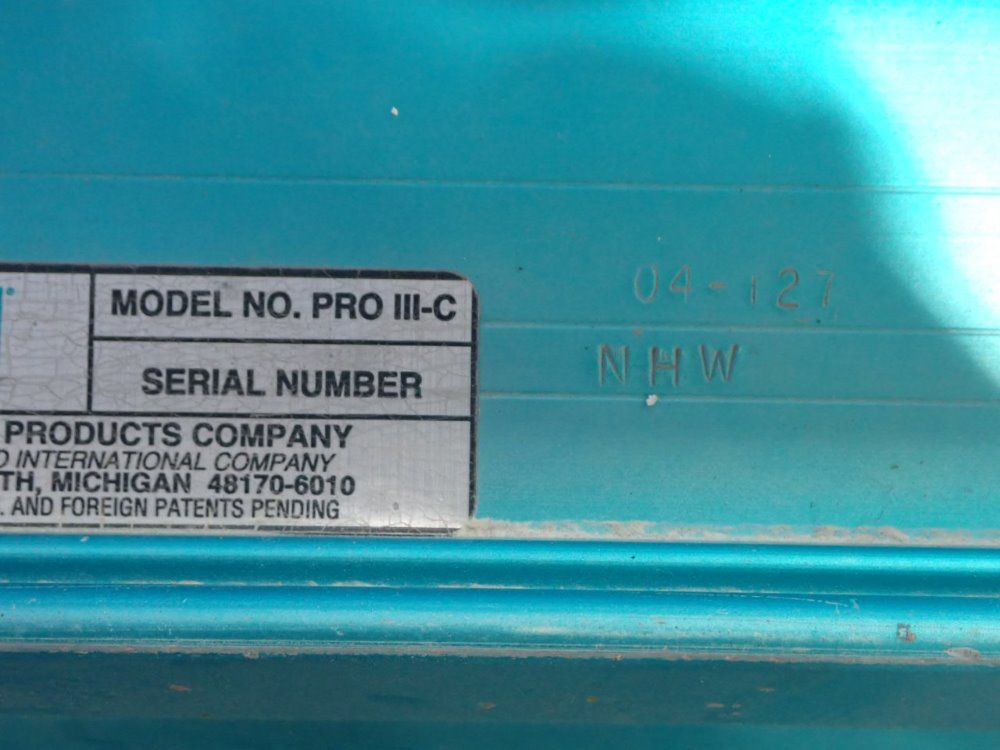 MODEL NO. PRO III-C
SERIAL NUMBER
04-127
NHW
PRODUCTS COMPANY
INTERNATIONAL COMPANY
TH, MICHIGAN 48170-6010
. AND FOREIGN PATENTS PENDING